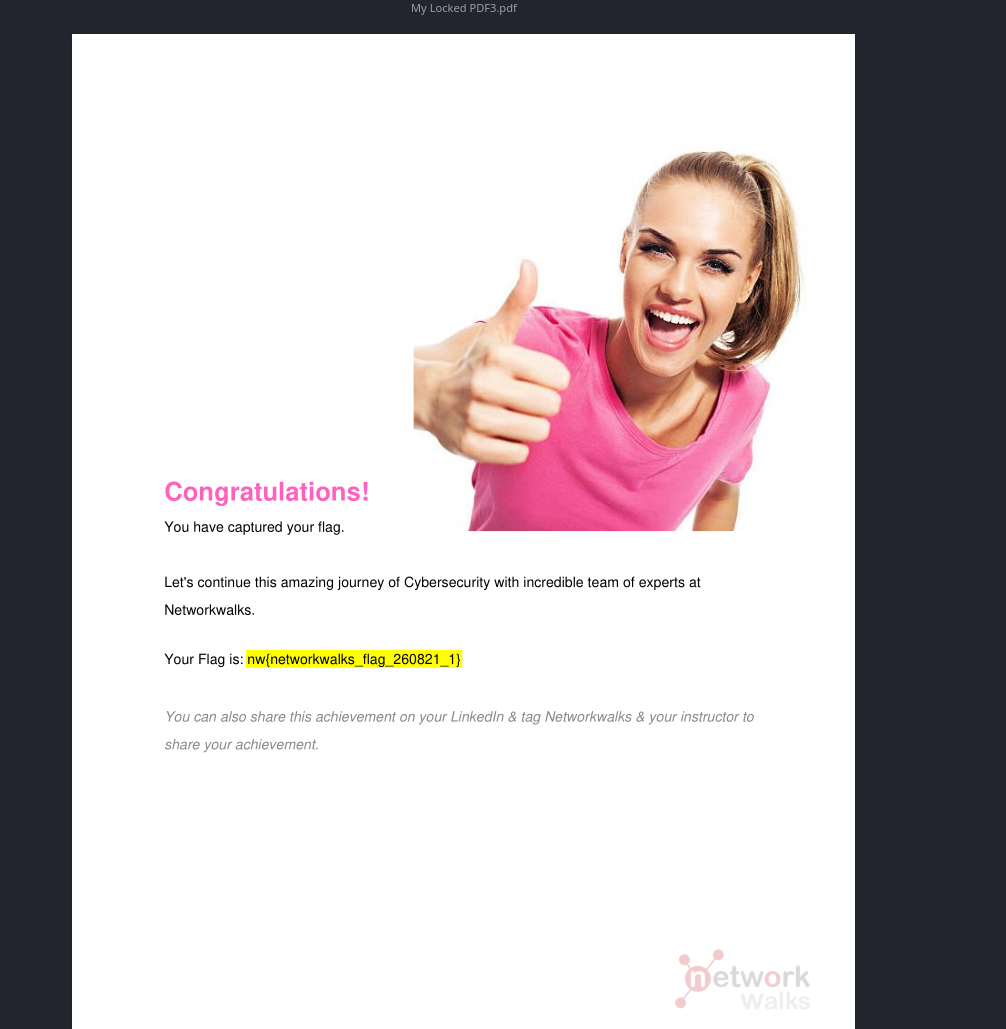 My Locked PDF3.pdf
Congratulations!
You have captured your flag.
Let's continue this amazing journey of Cybersecurity with incredible team of experts at
Networkwalks.
Your Flag is: nw{networkwalks_flag_260821_1}
You can also share this achievement on your LinkedIn & tag Networkwalks & your instructor to
share your achievement.
network
Walks